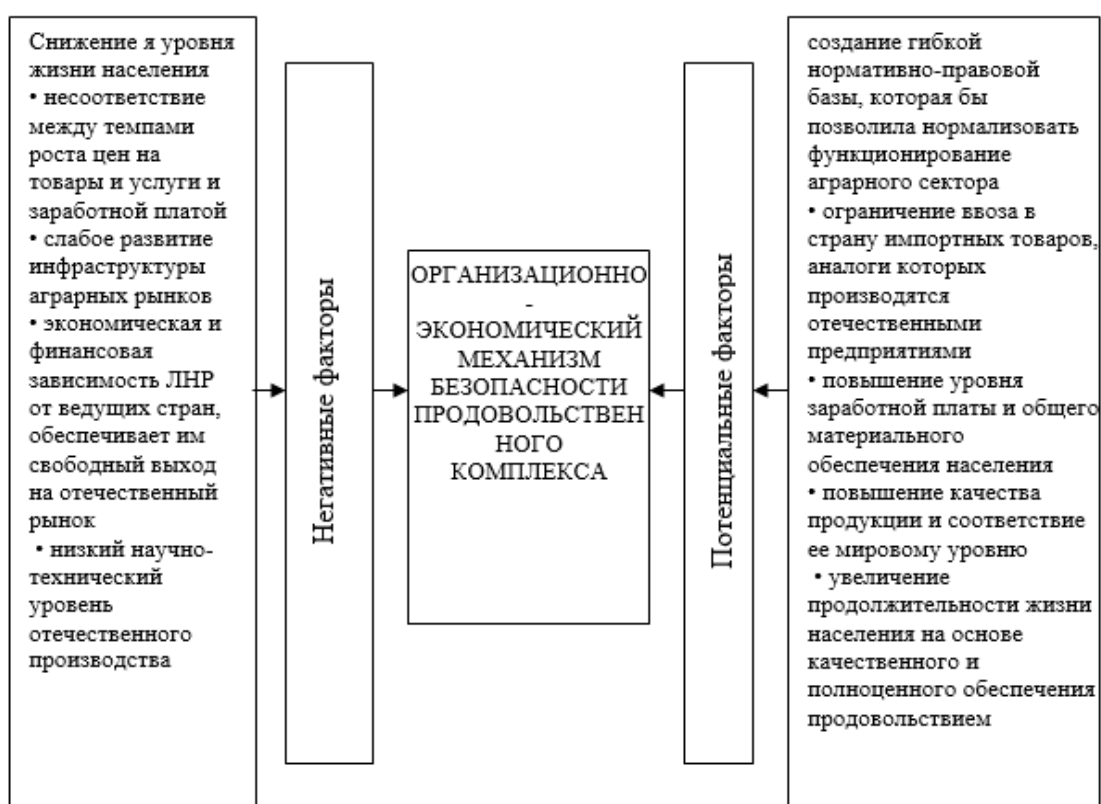 Снижение я уровня
жизни населения
• несоответствие
между темпами
роста цен на
товары и услуги и
заработной платой
• слабое развитие
инфраструктуры
аграрных рынков
• экономическая и
финансовая
зависимость ЛНР
от ведущих стран,
обеспечивает им
свободный выход
на отечественный
рынок
• низкий научно-
технический
уровень
отечественного
производства
Негативные факторы
ОРГАНИЗАЦИОННО
-
ЭКОНОМИЧЕСКИЙ
МЕХАНИЗМ
БЕЗОПАСНОСТИ
ПРОДОВОЛЬСТВЕН
НОГО
КОМПЛЕКСА
Потенциальные факторы
создание гибкой
нормативно-правовой
базы, которая бы
позволила нормализовать
функционирование
аграрного сектора
• ограничение ввоза в
страну импортных товаров,
аналоги которых
производятся
отечественными
предприятиями
• повышение уровня
заработной платы и общего
материального
обеспечения населения
• повышение качества
продукции и соответствие
ее мировому уровню
• увеличение
продолжительности жизни
населения на основе
качественного и
полноценного обеспечения
продовольствием